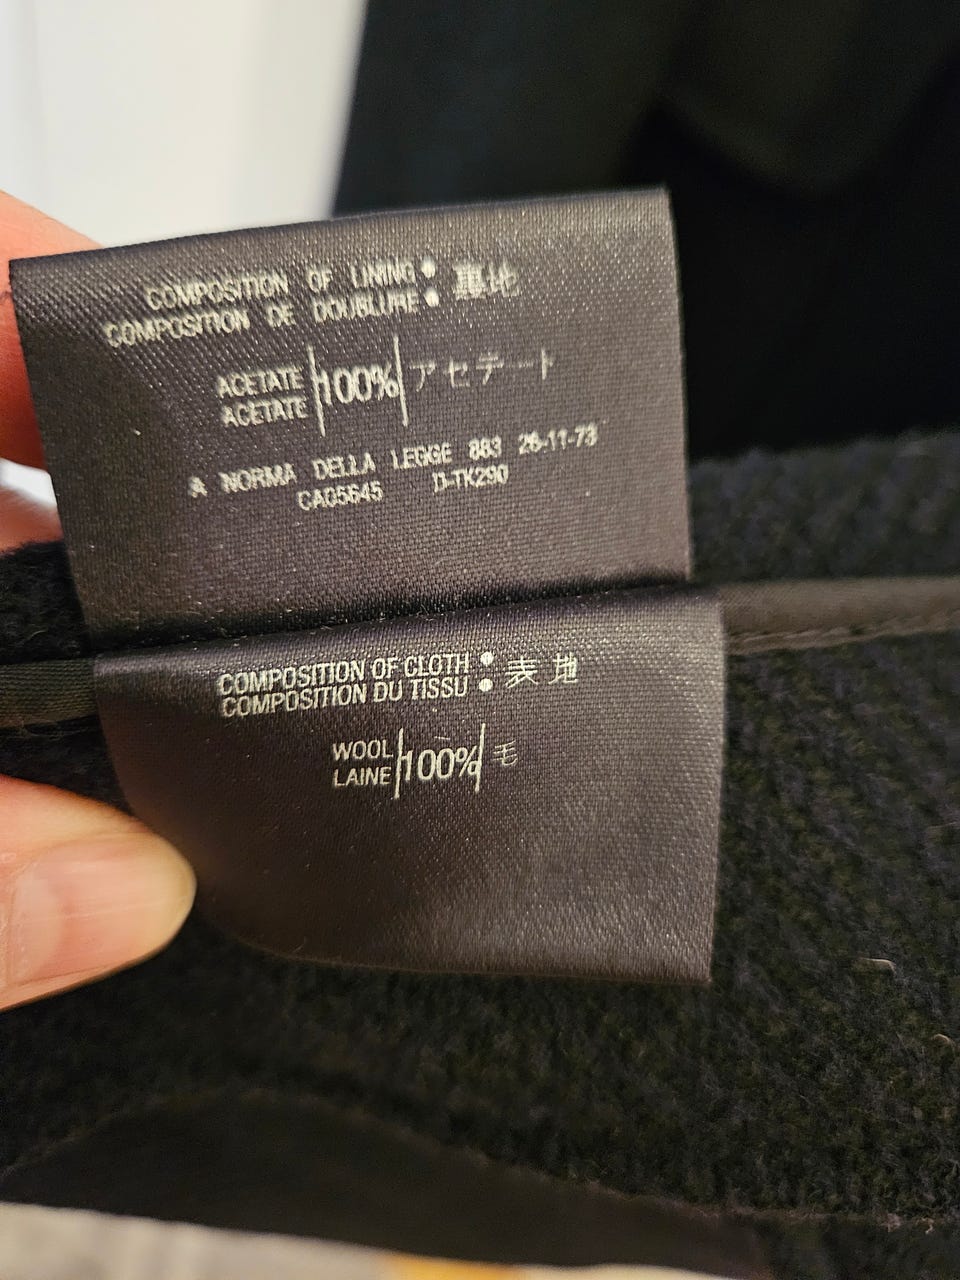 COMPOSITION OF LINING : 裏地
COMPOSITION DE DOUBLURE :
ACETATE 100% アセテート
ACETATE
A NORMA DELLA LEGGE 883 26-11-73
CA05645 D-TK290
COMPOSITION OF CLOTH : 表地
COMPOSITION DU TISSU :
WOOL 100% 毛
LAINE